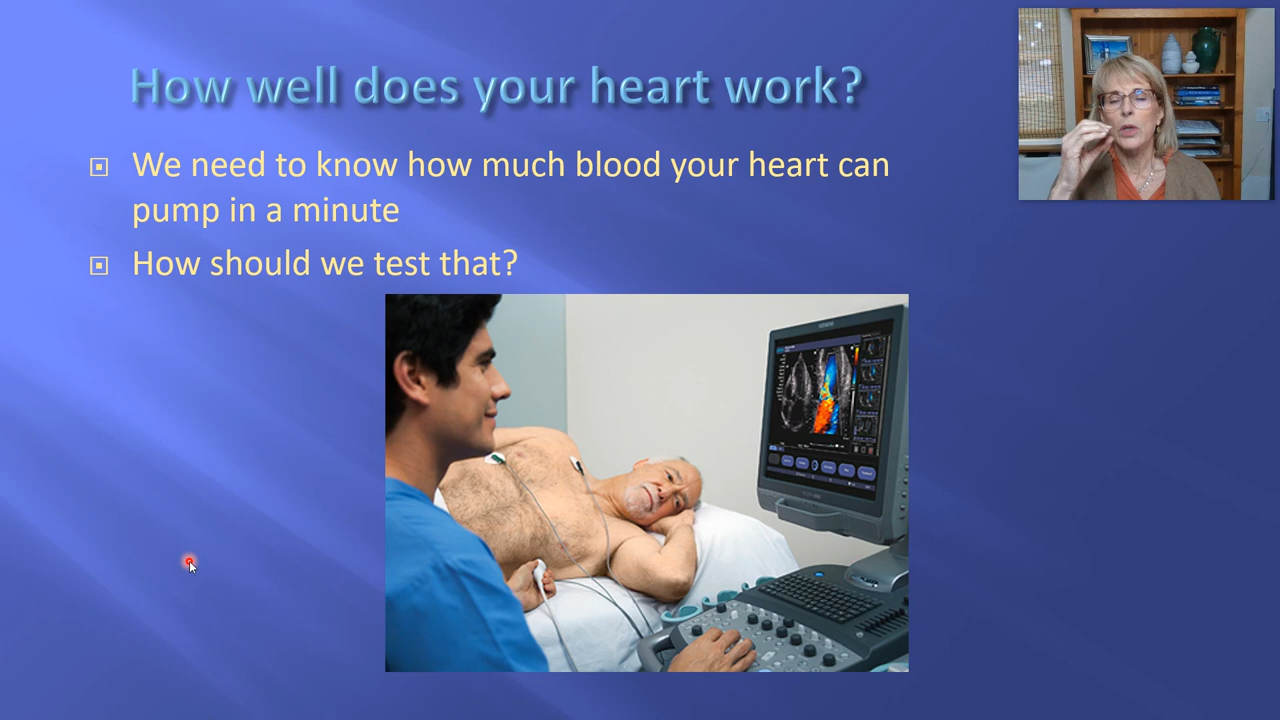 How well does your heart work?
We need to know how much blood your heart can
pump in a minute
How should we test that?